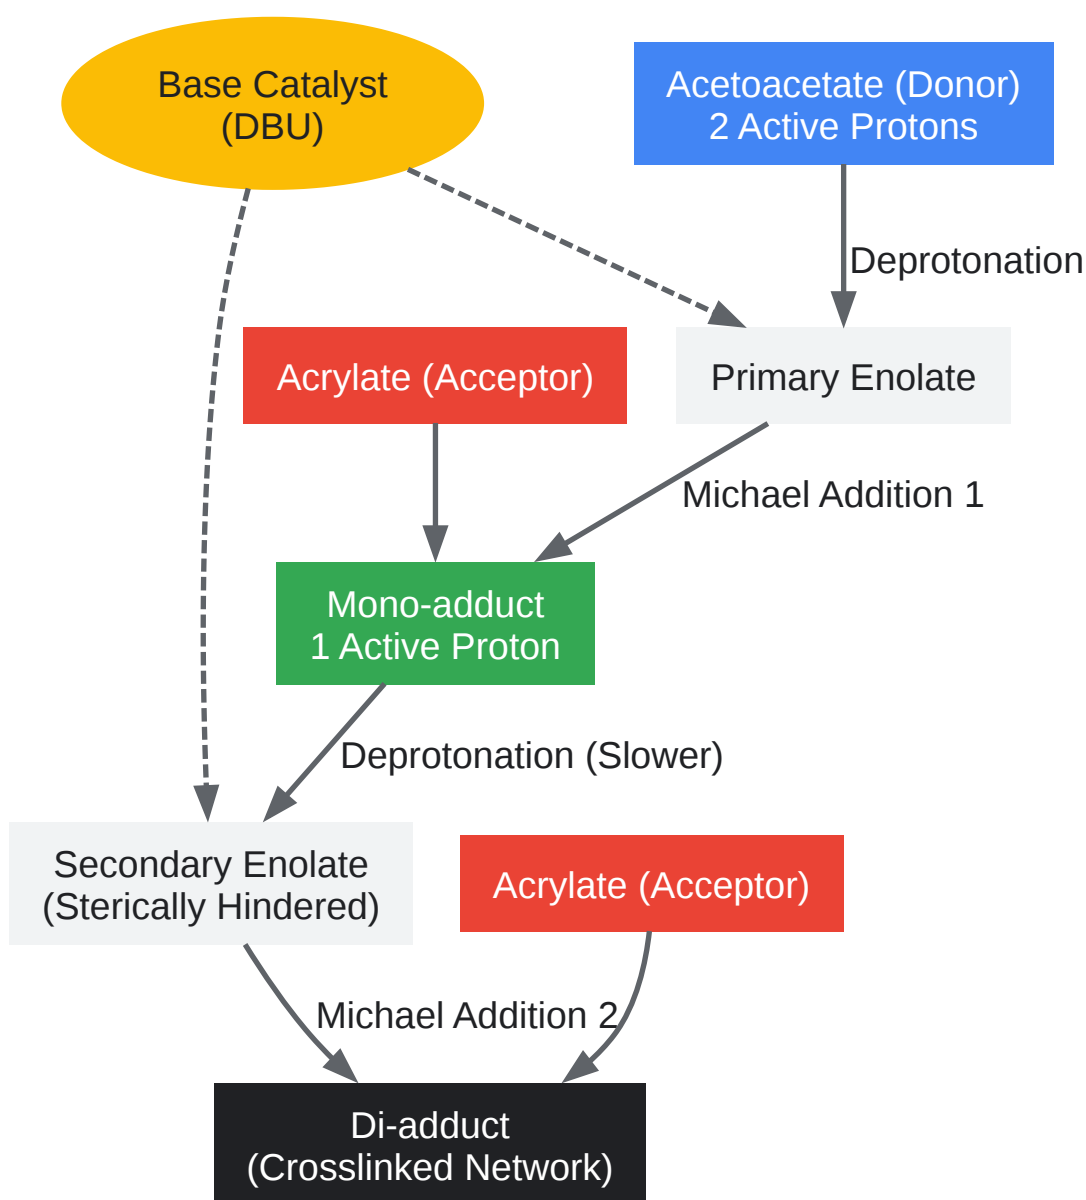 Base Catalyst
(DBU)
Acetoacetate (Donor)
2 Active Protons
Deprotonation
Acrylate (Acceptor)
Primary Enolate
Michael Addition 1
Mono-adduct
1 Active Proton
Deprotonation (Slower)
Secondary Enolate
(Sterically Hindered)
Acrylate (Acceptor)
Michael Addition 2
Di-adduct
(Crosslinked Network)